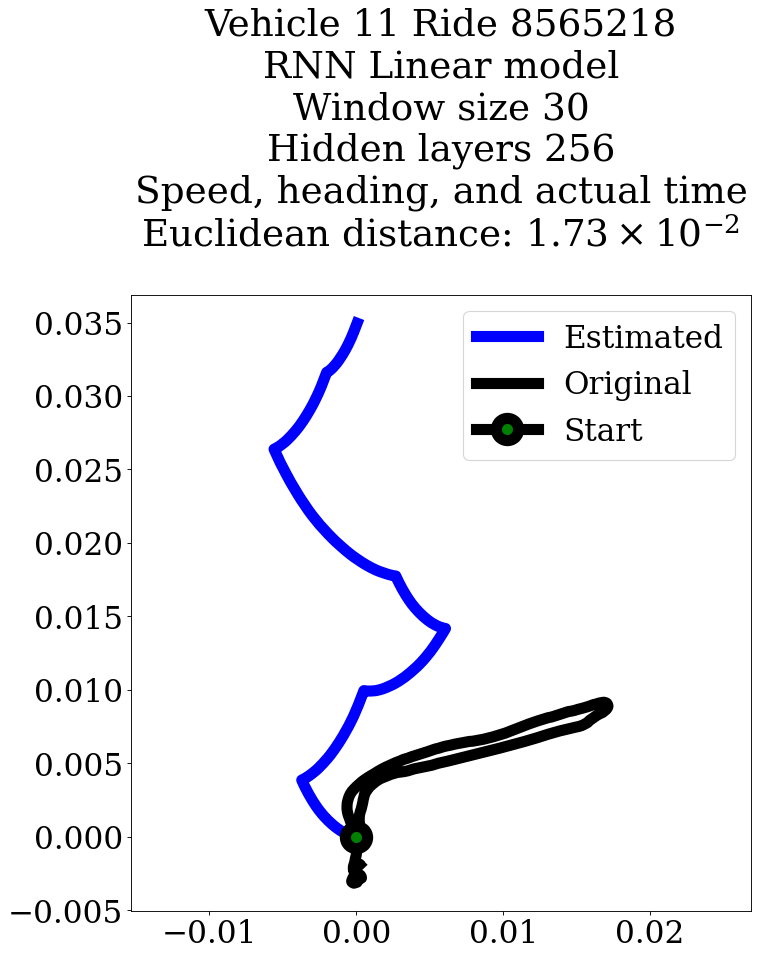 Vehicle 11 Ride 8565218
RNN Linear model
Window size 30
Hidden layers 256
Speed, heading, and actual time
Euclidean distance: 1.73 × 10⁻²
Estimated
Original
Start
0.035
0.030
0.025
0.020
0.015
0.010
0.005
0.000
−0.005
−0.01
0.00
0.01
0.02